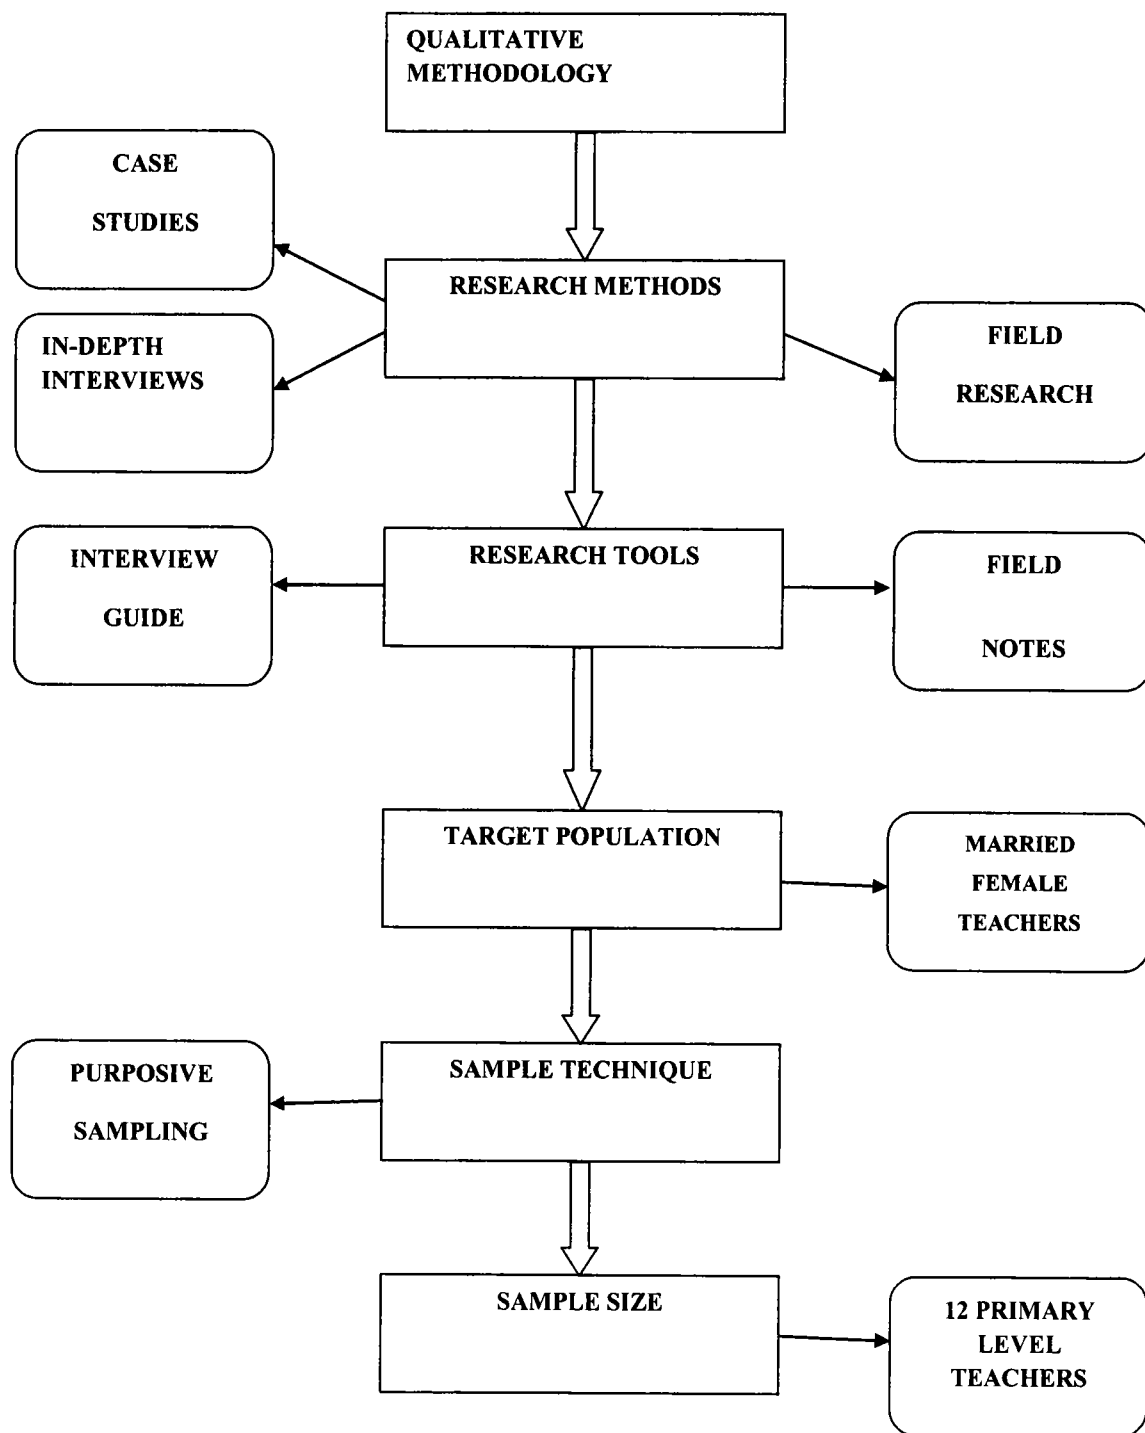 QUALITATIVE
METHODOLOGY
CASE
STUDIES
RESEARCH METHODS
IN-DEPTH
INTERVIEWS
FIELD
RESEARCH
INTERVIEW
GUIDE
RESEARCH TOOLS
FIELD
NOTES
TARGET POPULATION
MARRIED
FEMALE
TEACHERS
PURPOSIVE
SAMPLING
SAMPLE TECHNIQUE
SAMPLE SIZE
12 PRIMARY
LEVEL
TEACHERS